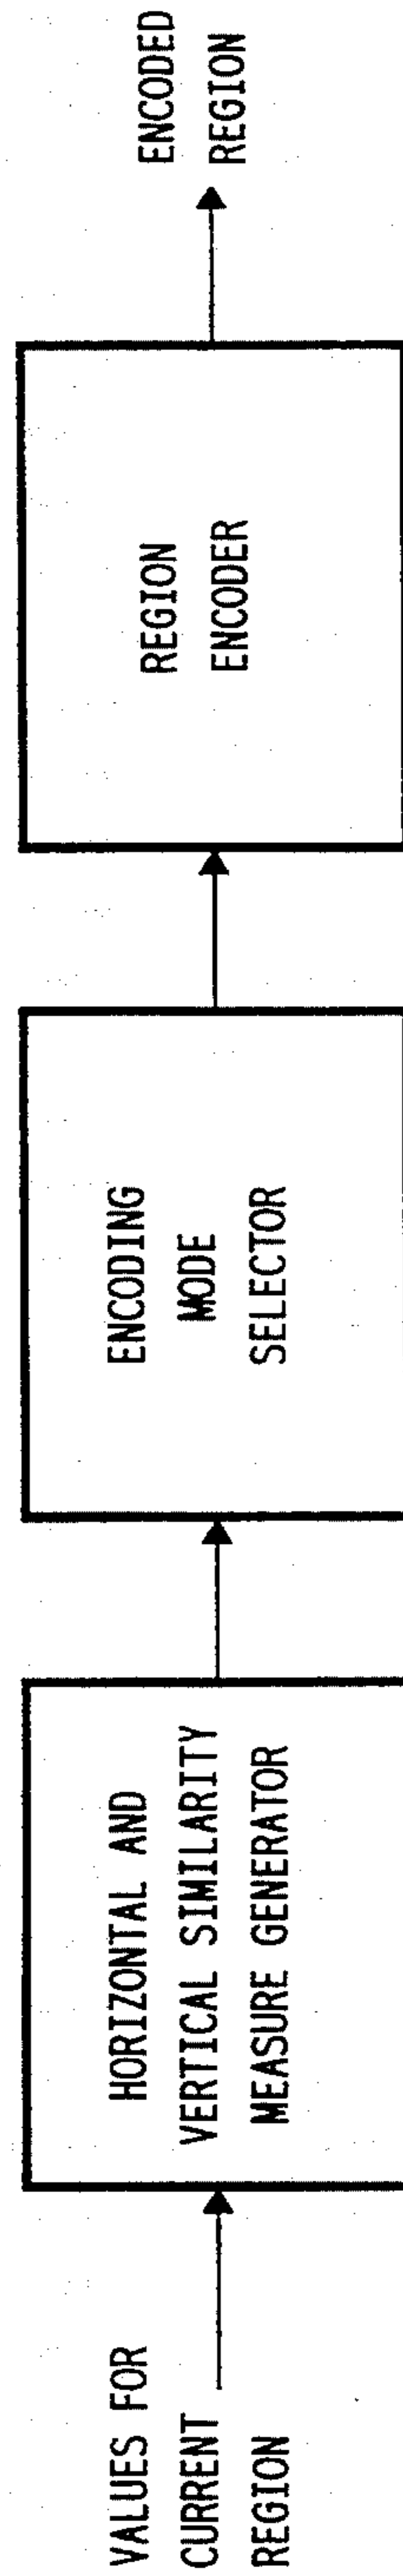 VALUES FOR
CURRENT
REGION
HORIZONTAL AND
VERTICAL SIMILARITY
MEASURE GENERATOR
ENCODING
MODE
SELECTOR
REGION
ENCODER
ENCODED
REGION